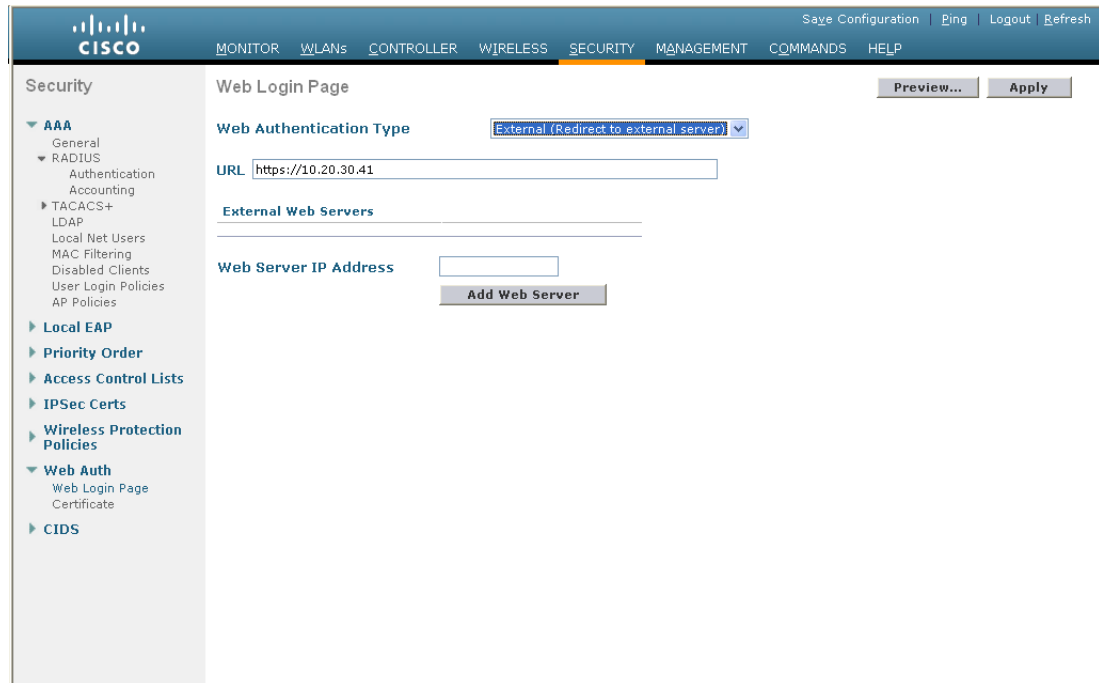 Save Configuration | Ping | Logout | Refresh
CISCO
MONITOR WLANs CONTROLLER WIRELESS SECURITY MANAGEMENT COMMANDS HELP
Security
AAA
General
RADIUS
Authentication
Accounting
TACACS+
LDAP
Local Net Users
MAC Filtering
Disabled Clients
User Login Policies
AP Policies
Local EAP
Priority Order
Access Control Lists
IPSec Certs
Wireless Protection
Policies
Web Auth
Web Login Page
Certificate
CIDS
Web Login Page
Preview... Apply
Web Authentication Type External (Redirect to external server)
URL https://10.20.30.41
External Web Servers
Web Server IP Address
Add Web Server